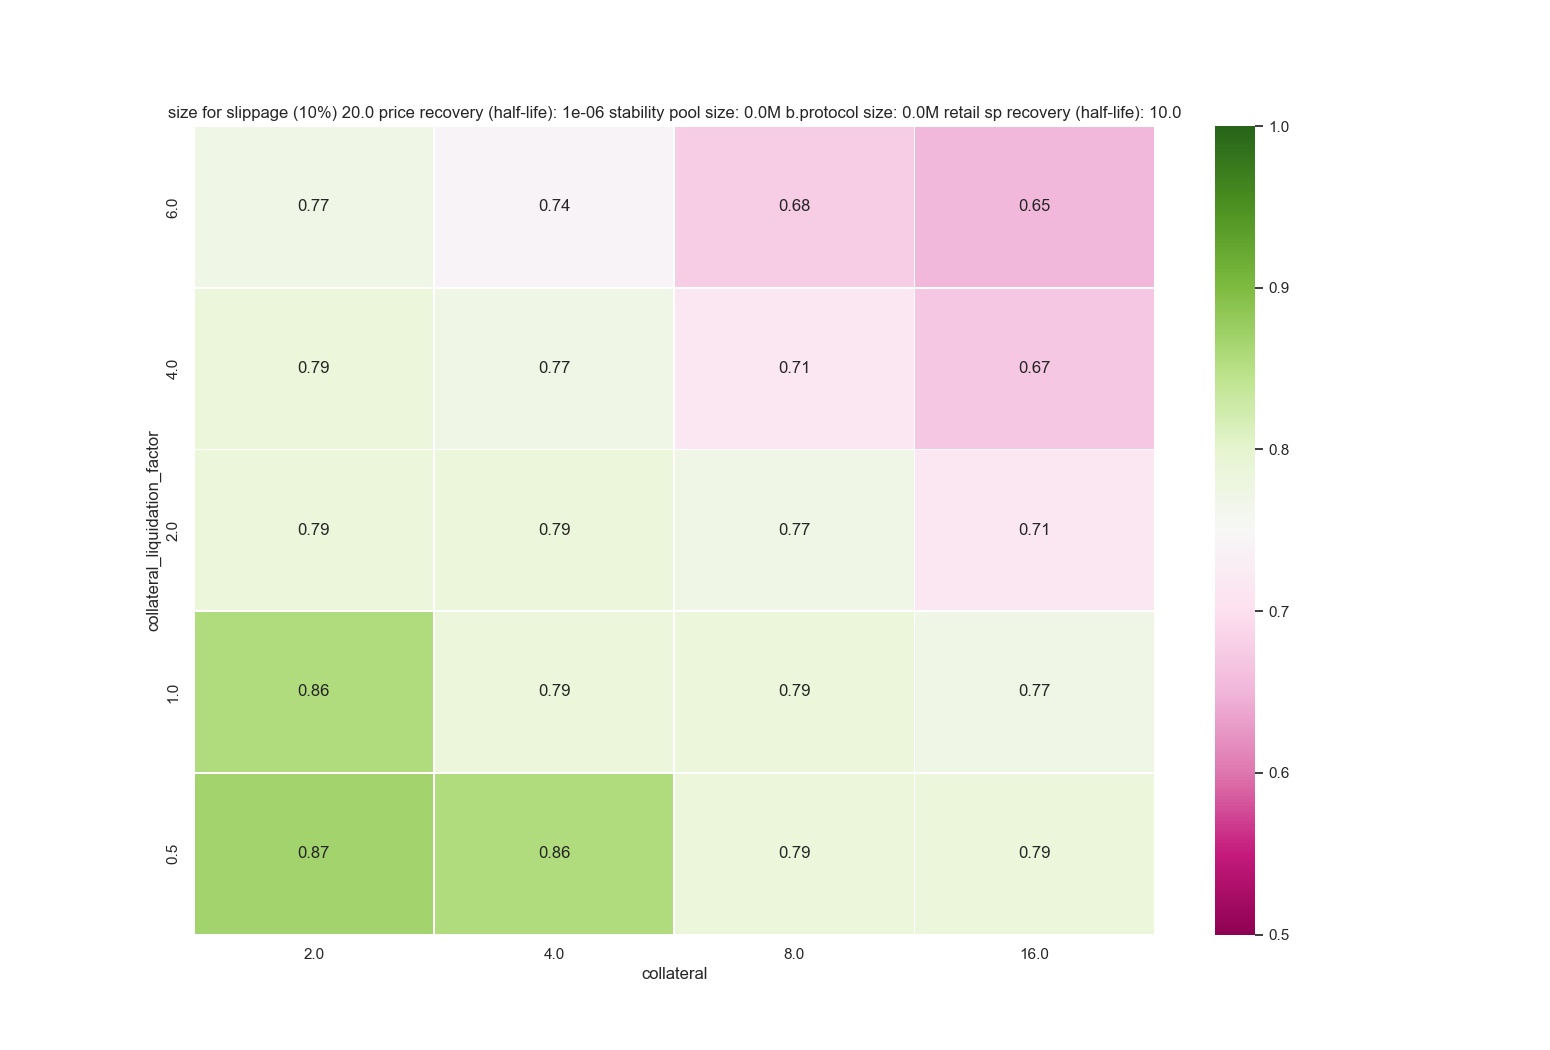 size for slippage (10%) 20.0 price recovery (half-life): 1e-06 stability pool size: 0.0M b.protocol size: 0.0M retail sp recovery (half-life): 10.0
collateral_liquidation_factor
6.0
0.77 0.74 0.68 0.65
4.0
0.79 0.77 0.71 0.67
2.0
0.79 0.79 0.77 0.71
1.0
0.86 0.79 0.79 0.77
0.5
0.87 0.86 0.79 0.79
2.0 4.0 8.0 16.0
collateral
1.0
0.9
0.8
0.7
0.6
0.5